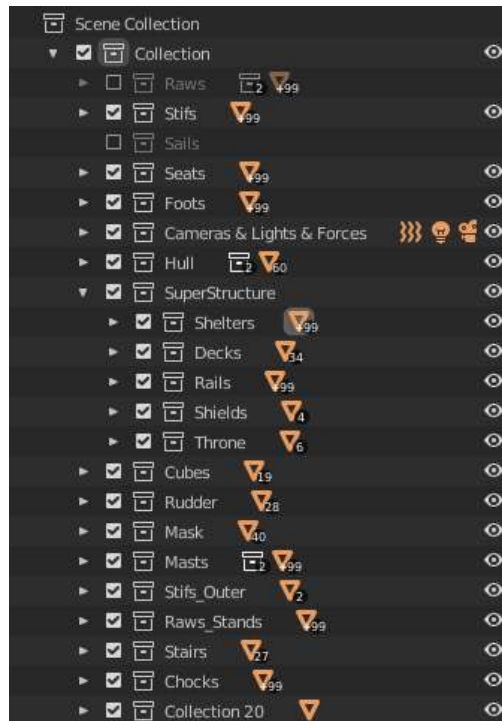 Scene Collection
Collection
Raws 2 +99
Stifs +99
Sails
Seats +99
Foots +99
Cameras & Lights & Forces
Hull 2 60
SuperStructure
Shelters +99
Decks 34
Rails +99
Shields 4
Throne 6
Cubes 19
Rudder 28
Mask 40
Masts 2 +99
Stifs_Outer 2
Raws_Stands +99
Stairs 27
Chocks +99
Collection 20